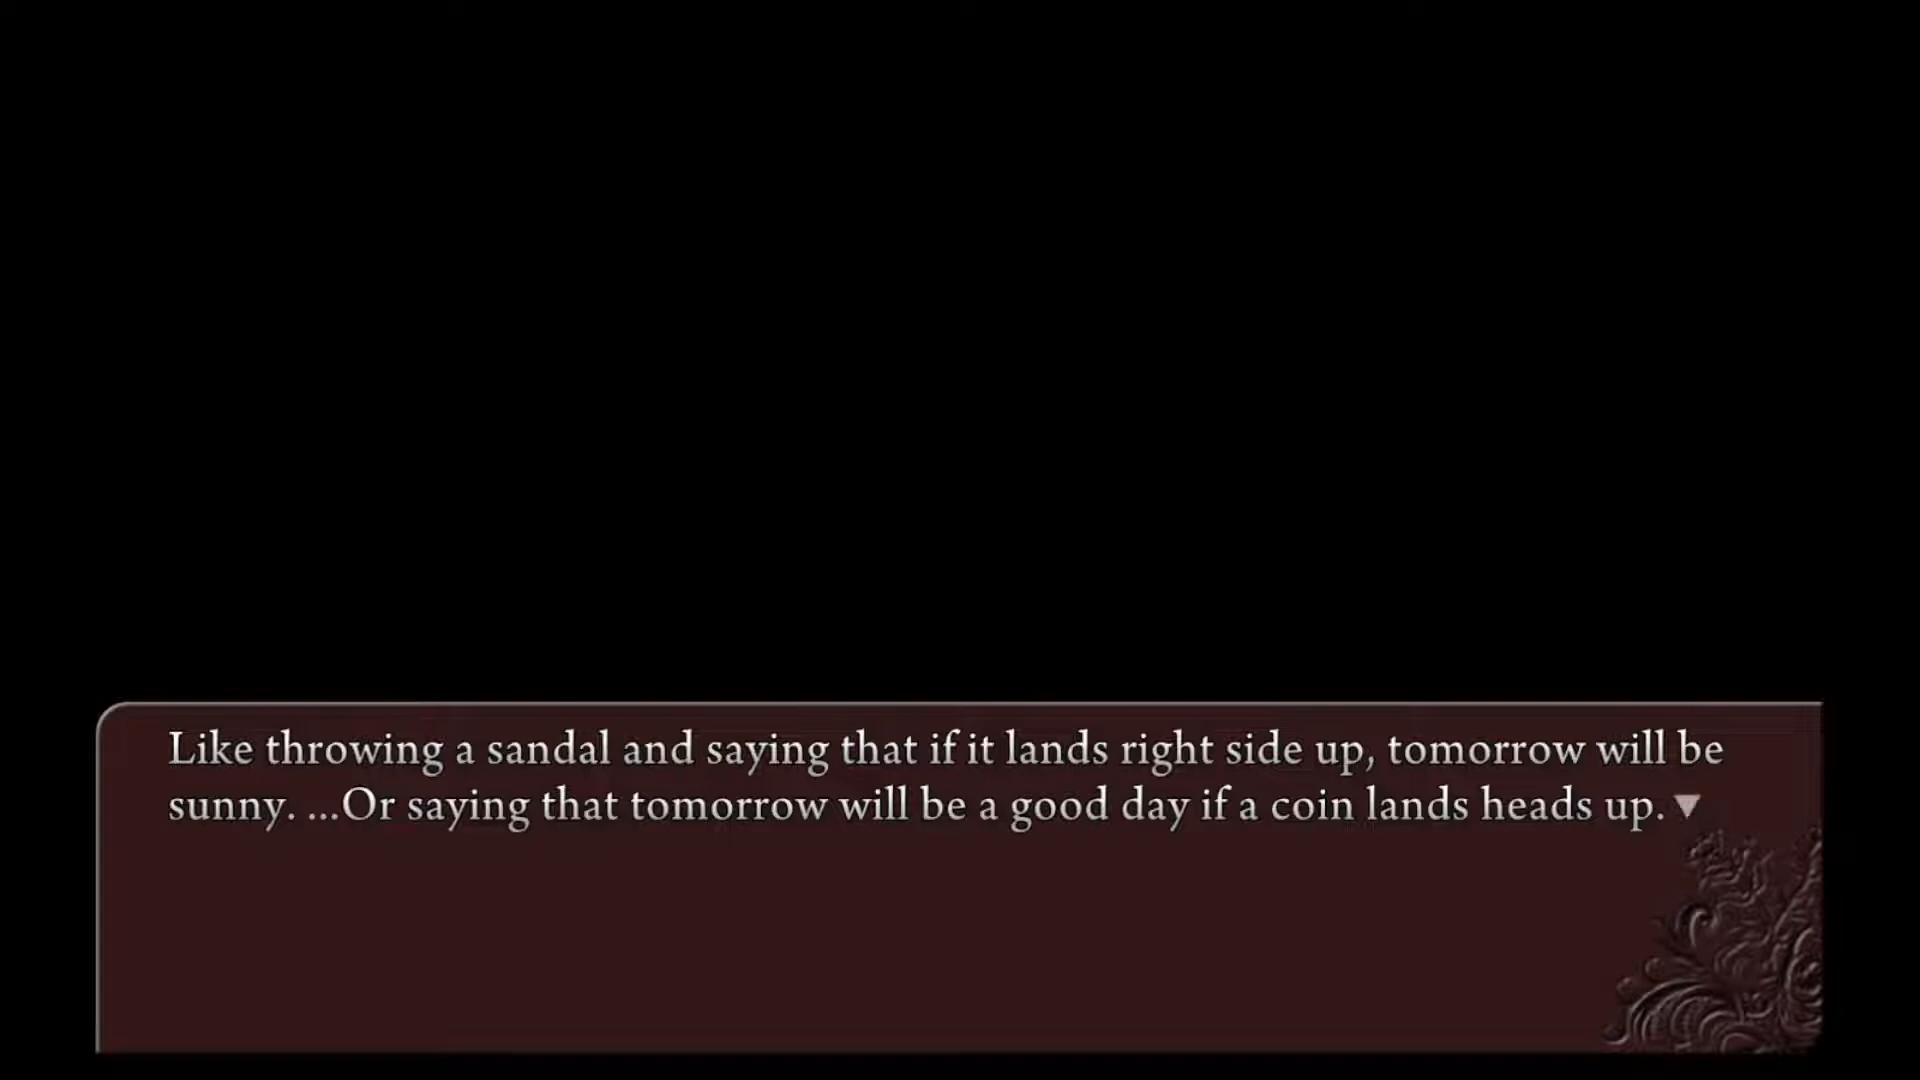 Like throwing a sandal and saying that if it lands right side up, tomorrow will be
sunny. ...Or saying that tomorrow will be a good day if a coin lands heads up.